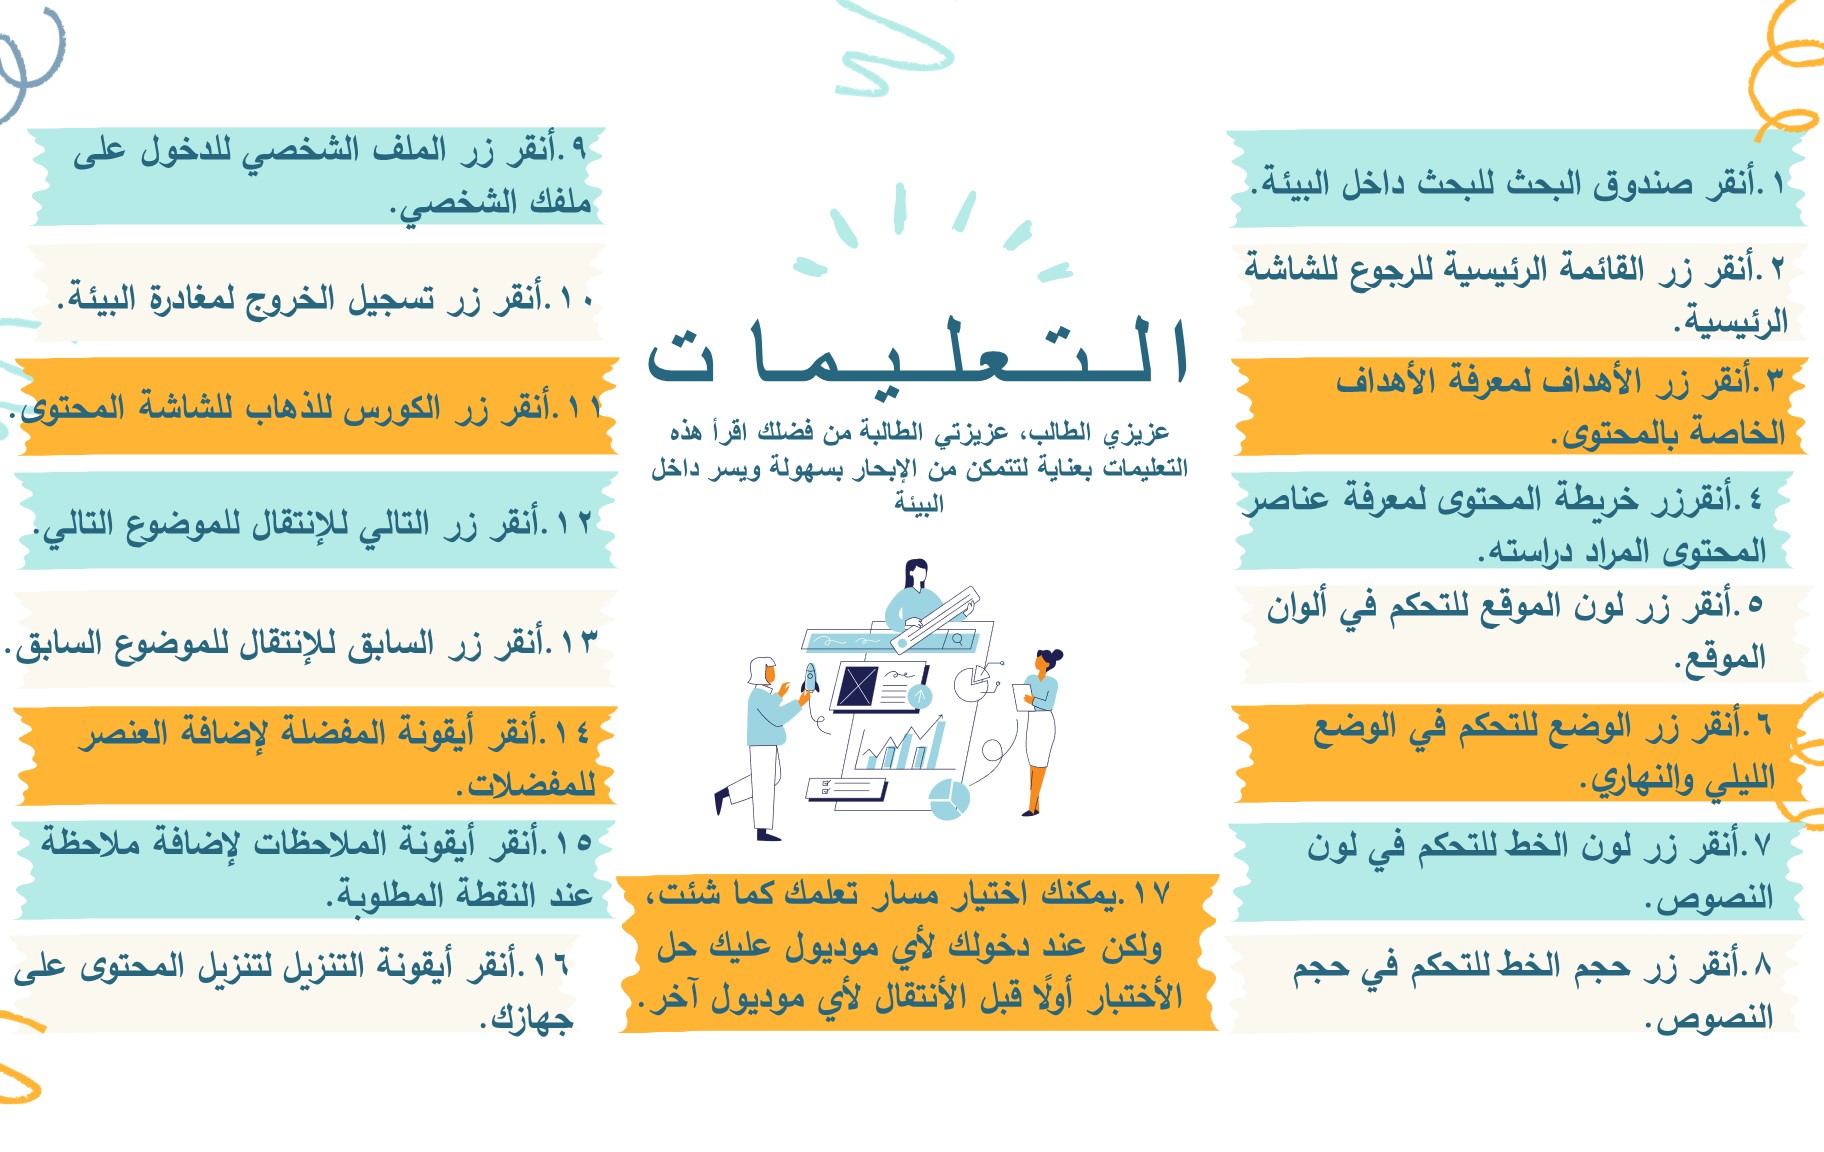 التعليمات
عزيزي الطالب، عزيزتي الطالبة من فضلك اقرأ هذه
التعليمات بعناية لتتمكن من الإبحار بسهولة ويسر داخل
البيئة
١.أنقر صندوق البحث للبحث داخل البيئة.
٢.أنقر زر القائمة الرئيسية للرجوع للشاشة
الرئيسية.
٣.أنقر زر الأهداف لمعرفة الأهداف
الخاصة بالمحتوى.
٤.أنقرزر خريطة المحتوى لمعرفة عناصر
المحتوى المراد دراسته.
٥.أنقر زر لون الموقع للتحكم في ألوان
الموقع.
٦.أنقر زر الوضع للتحكم في الوضع
الليلي والنهاري.
٧.أنقر زر لون الخط للتحكم في لون
النصوص.
٨.أنقر زر حجم الخط للتحكم في حجم
النصوص.
٩.أنقر زر الملف الشخصي للدخول على
ملفك الشخصي.
١٠.أنقر زر تسجيل الخروج لمغادرة البيئة.
١١.أنقر زر الكورس للذهاب للشاشة المحتوى.
١٢.أنقر زر التالي للإنتقال للموضوع التالي.
١٣.أنقر زر السابق للإنتقال للموضوع السابق.
١٤.أنقر أيقونة المفضلة لإضافة العنصر
للمفضلات.
١٥.أنقر أيقونة الملاحظات لإضافة ملاحظة
عند النقطة المطلوبة.
١٦.أنقر أيقونة التنزيل لتنزيل المحتوى على
جهازك.
١٧.يمكنك اختيار مسار تعلمك كما شئت،
ولكن عند دخولك لأي موديول عليك حل
الأختبار أولًا قبل الأنتقال لأي موديول آخر.